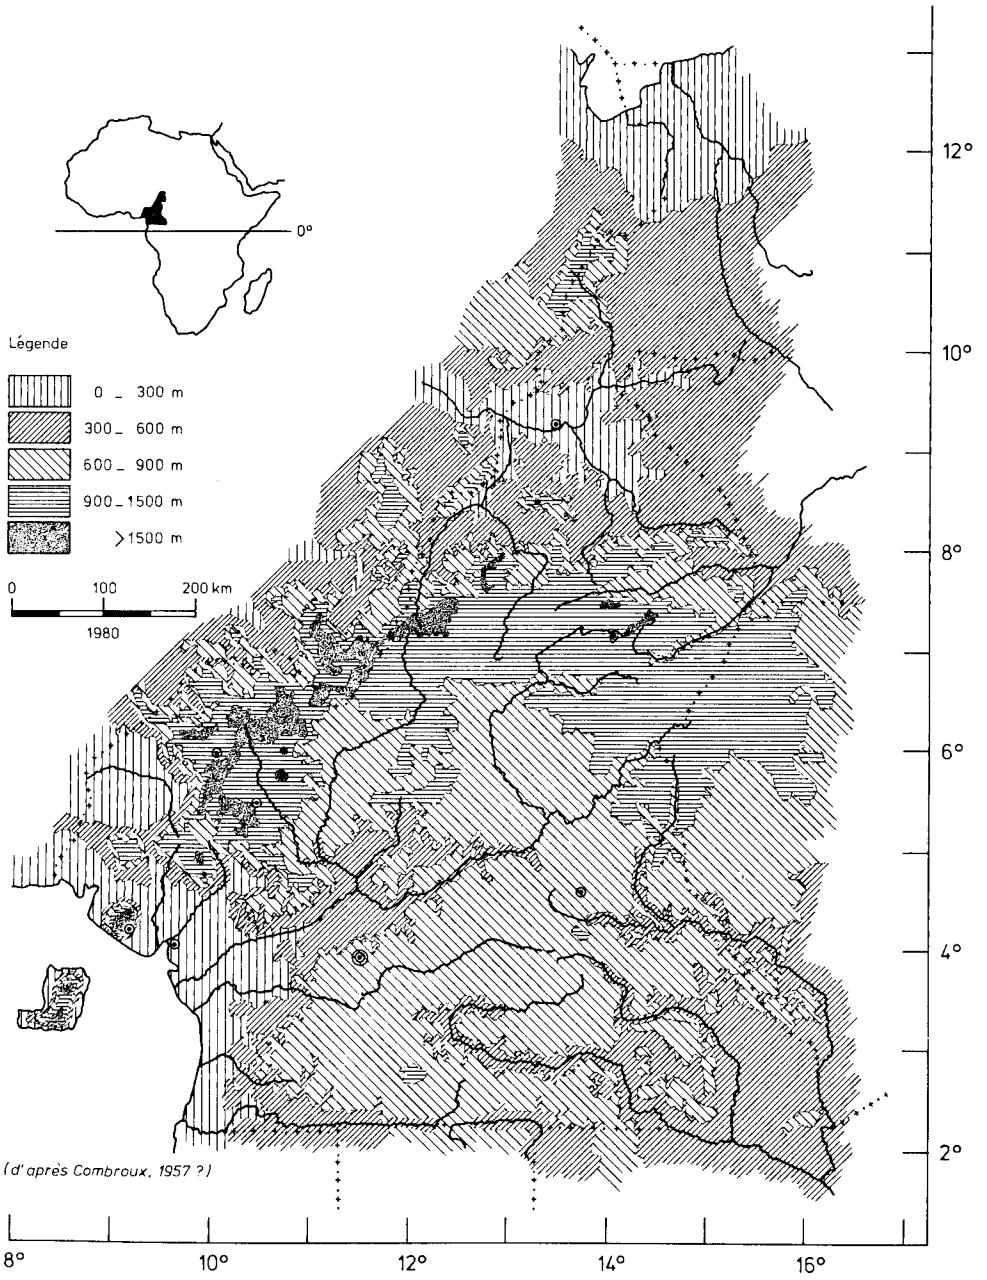 0°
Légende
0 _ 300 m
300_ 600 m
600_ 900 m
900_1500 m
>1500 m
0 100 200 km
1980
12°
10°
8°
6°
4°
2°
(d'après Combroux, 1957 ?)
8° 10° 12° 14° 16°